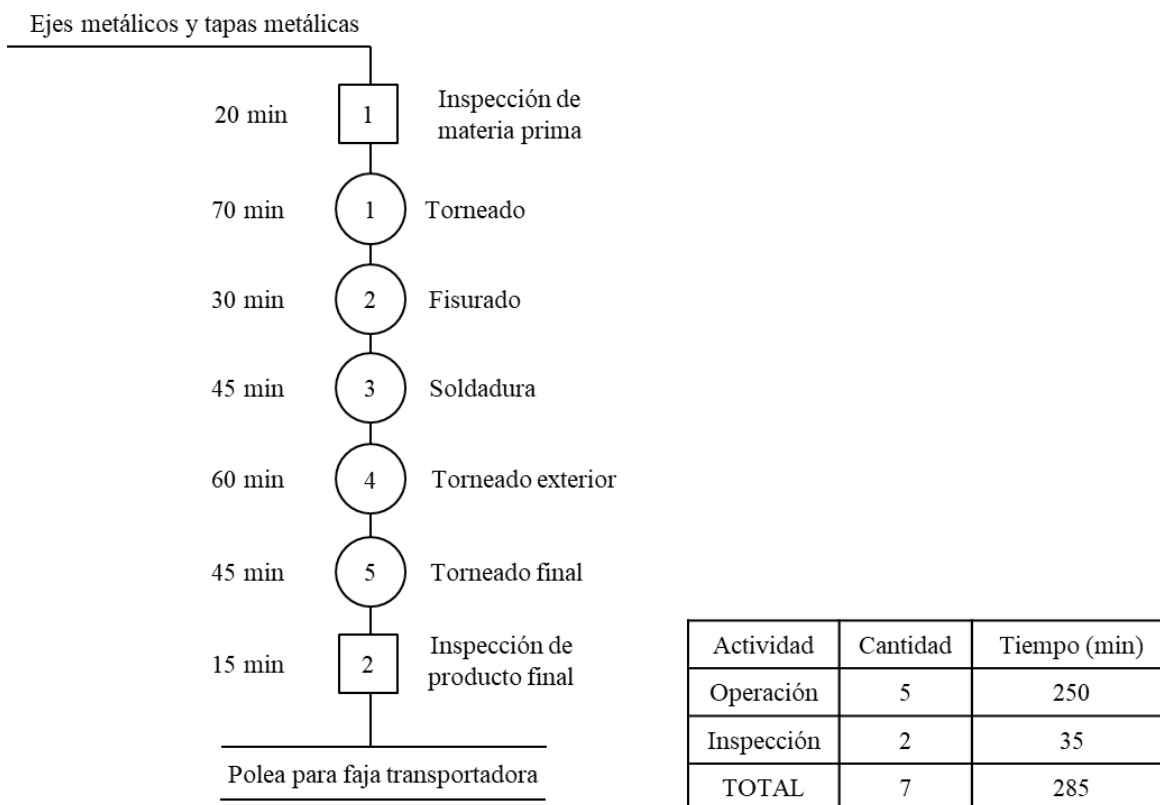 Ejes metálicos y tapas metálicas
20 min 1 Inspección de
materia prima
70 min 1 Torneado
30 min 2 Fisurado
45 min 3 Soldadura
60 min 4 Torneado exterior
45 min 5 Torneado final
15 min 2 Inspección de
producto final
Polea para faja transportadora
Actividad Cantidad Tiempo (min)
Operación 5 250
Inspección 2 35
TOTAL 7 285